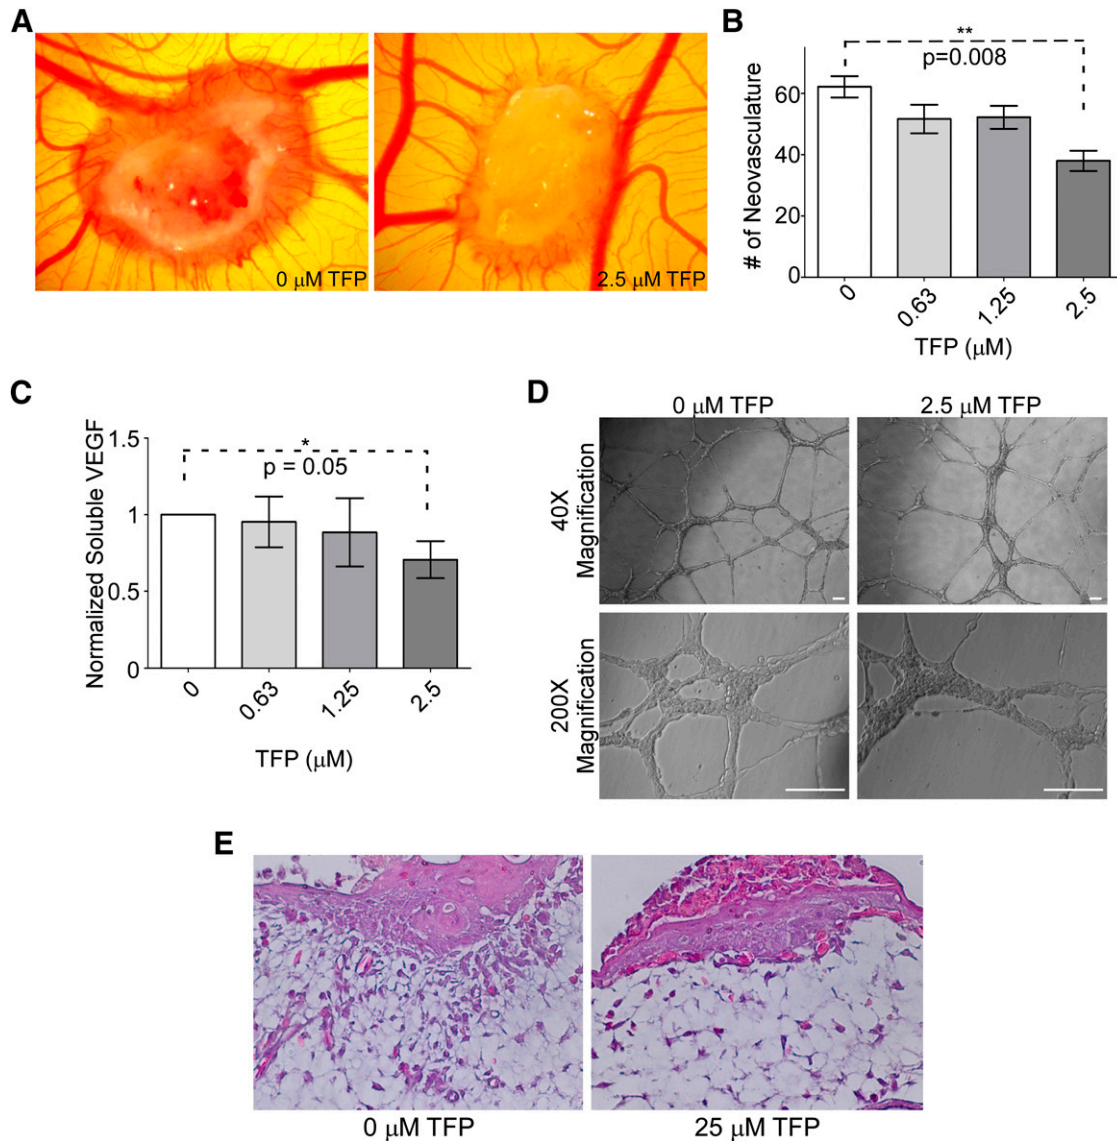 A
0 μM TFP
2.5 μM TFP
B
# of Neovasculature
60
40
20
0
**
p=0.008
0
0.63
1.25
2.5
TFP (μM)
C
Normalized Soluble VEGF
1.5
1
0.5
0
*
p = 0.05
0
0.63
1.25
2.5
TFP (μM)
D
0 μM TFP
2.5 μM TFP
40X
Magnification
200X
Magnification
E
0 μM TFP
25 μM TFP